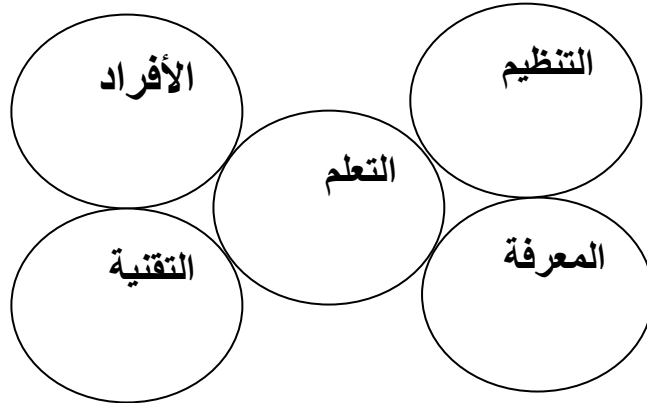 التنظيم
الأفراد
التعلم
المعرفة
التقنية